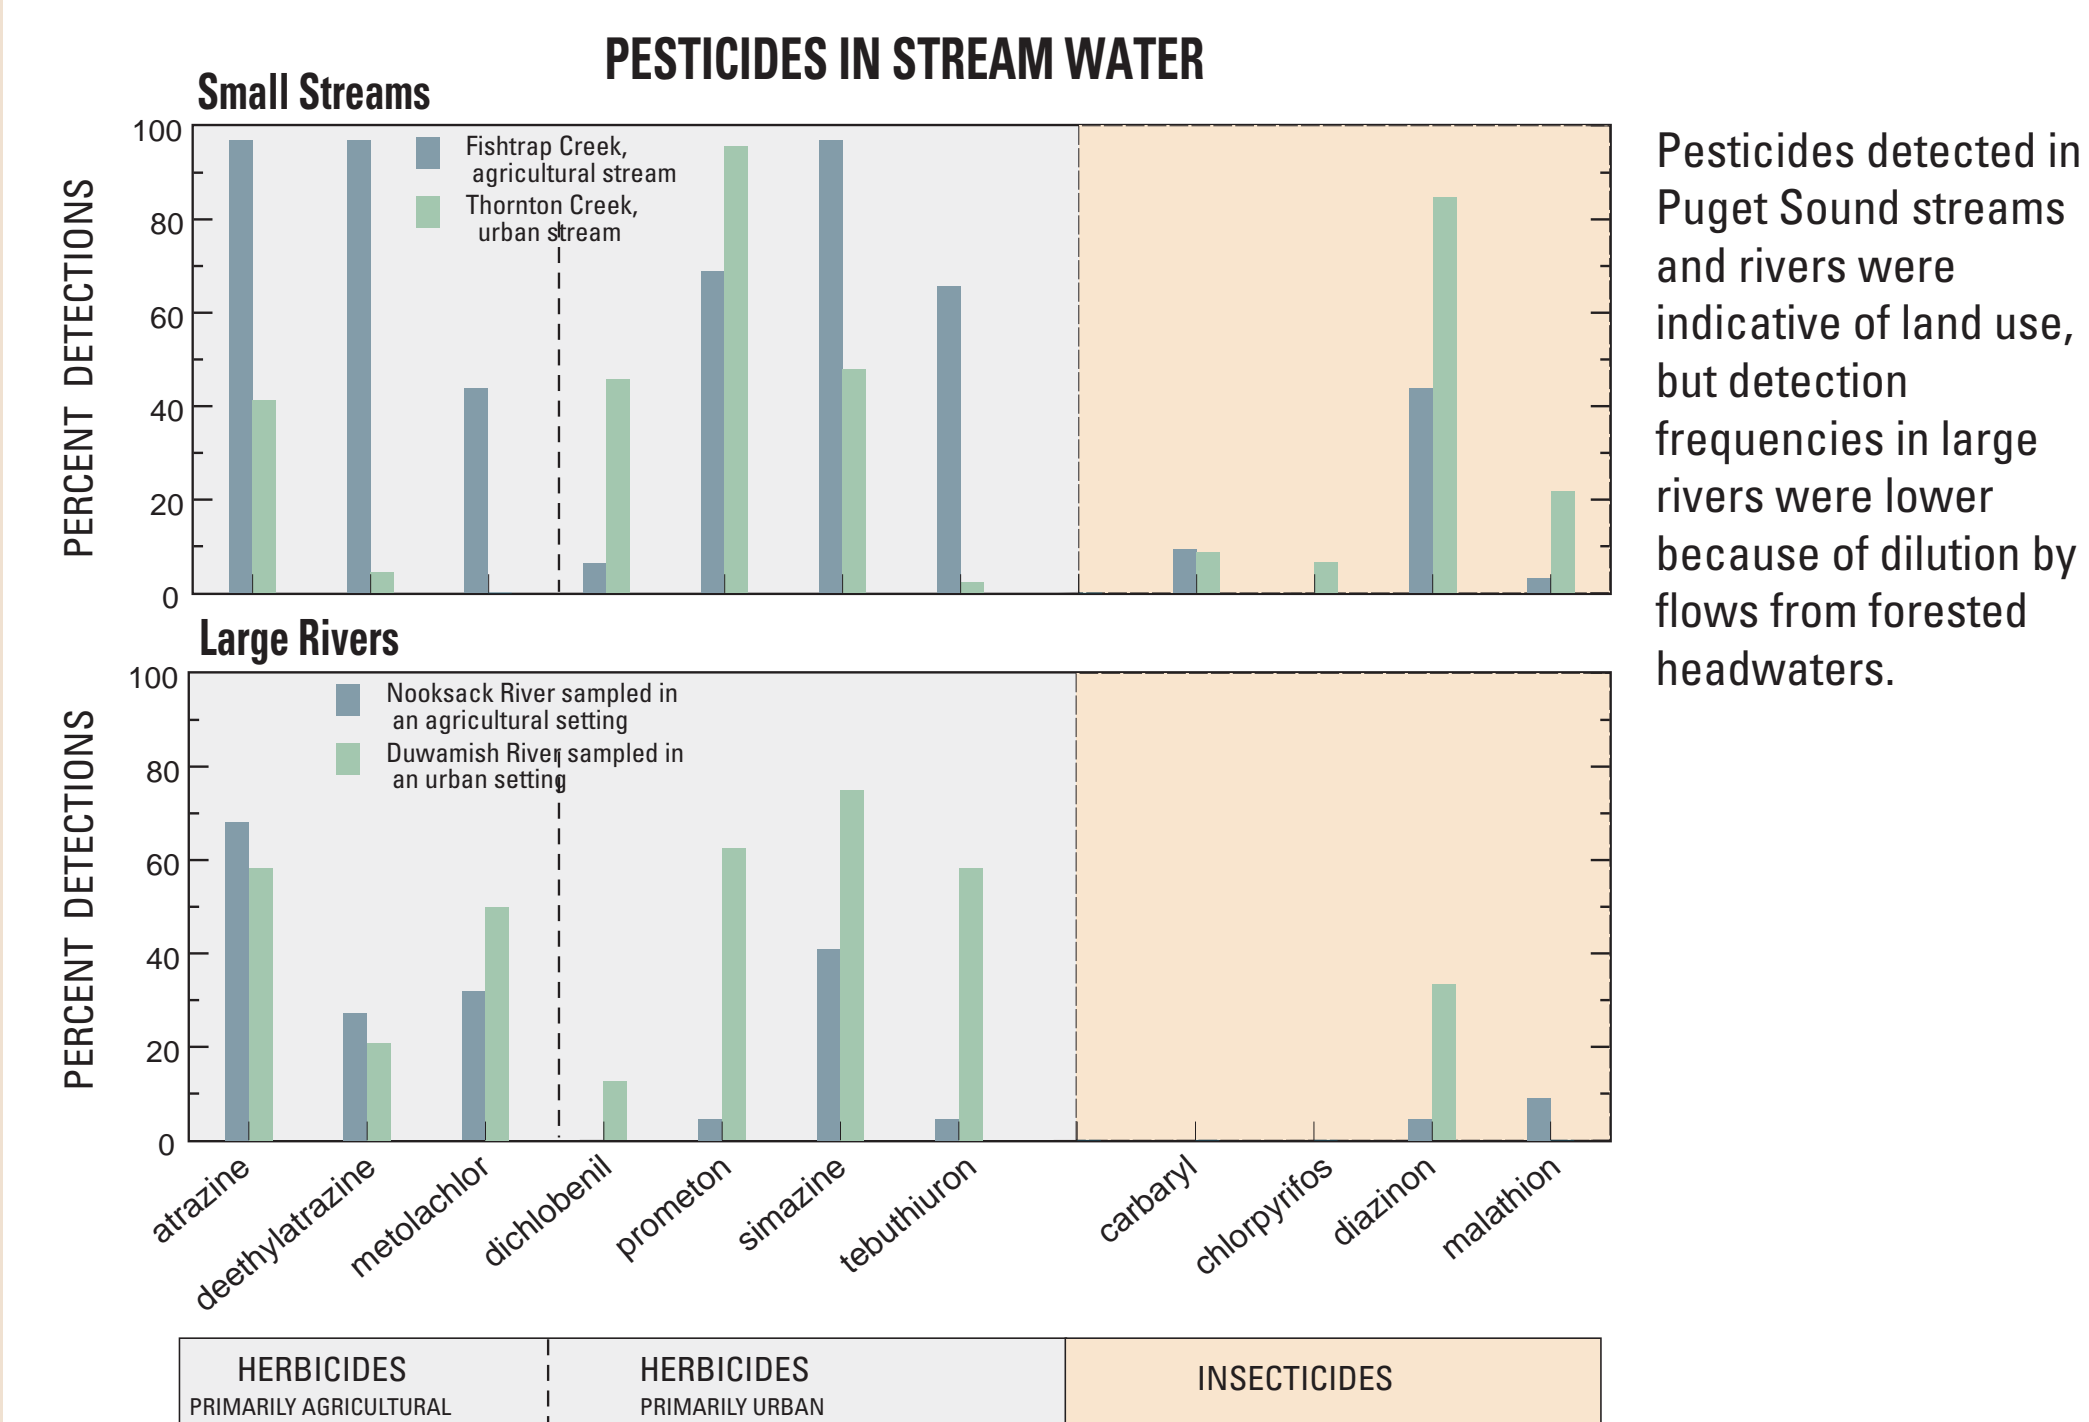 PESTICIDES IN STREAM WATER
Small Streams
100
80
60
40
20
0
PERCENT DETECTIONS
Fishtrap Creek,
agricultural stream
Thornton Creek,
urban stream
Large Rivers
100
80
60
40
20
0
PERCENT DETECTIONS
Nooksack River sampled in
an agricultural setting
Duwamish River sampled in
an urban setting
atrazine
deethylatrazine
metolachlor
dichlobenil
prometon
simazine
tebuthiuron
carbaryl
chlorpyrifos
diazinon
malathion
HERBICIDES
PRIMARILY AGRICULTURAL
HERBICIDES
PRIMARILY URBAN
INSECTICIDES
Pesticides detected in
Puget Sound streams
and rivers were
indicative of land use,
but detection
frequencies in large
rivers were lower
because of dilution by
flows from forested
headwaters.